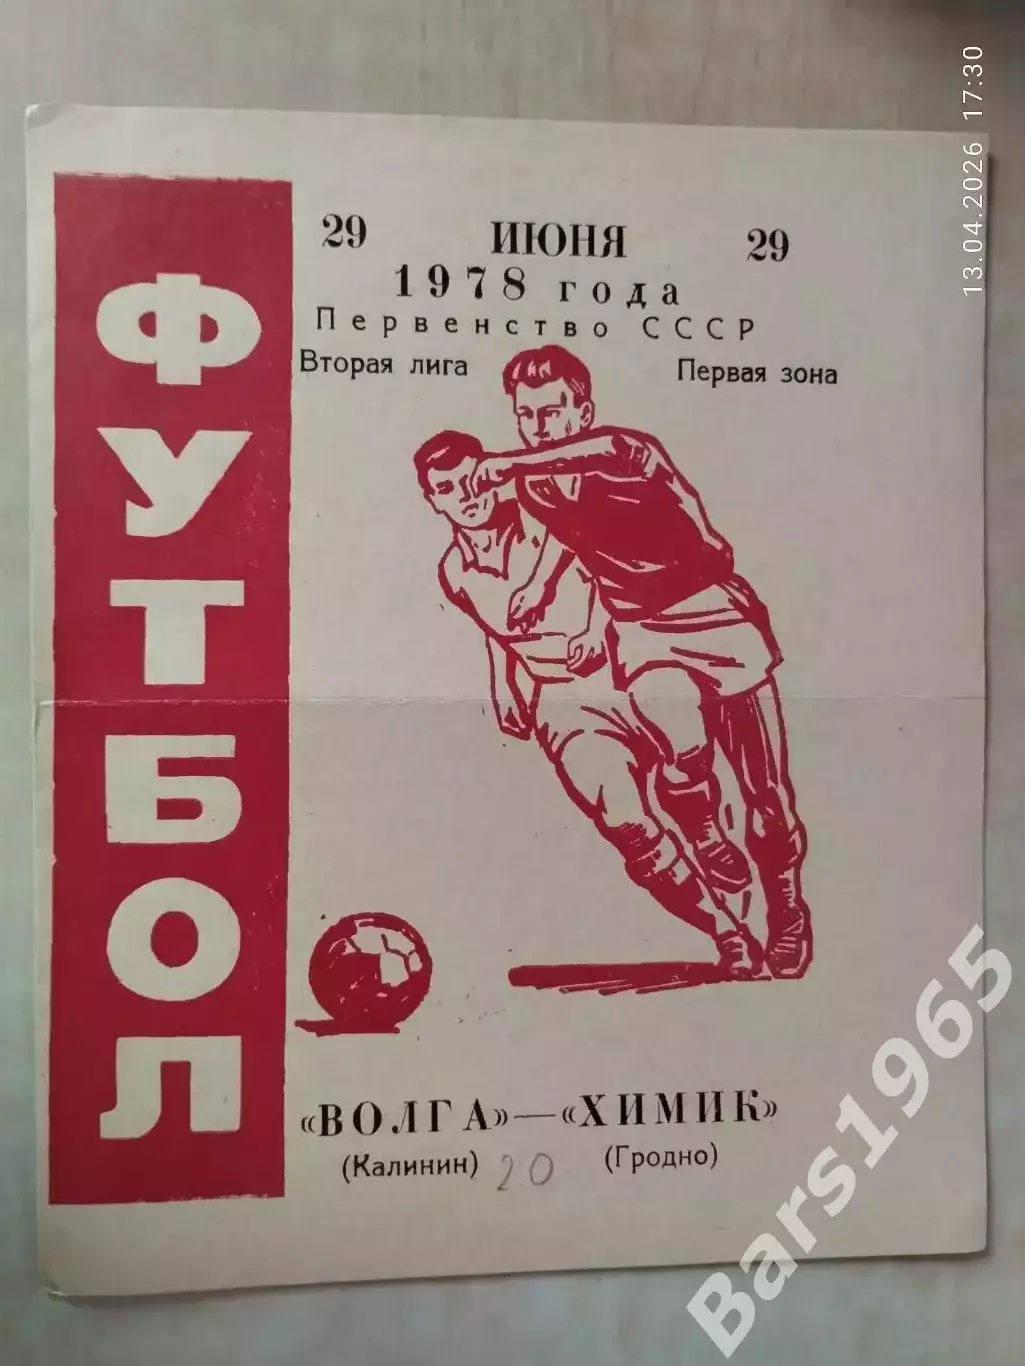 13.04.2026 17:30
ФУТБОЛ
29 ИЮНЯ 29
1978 года
Первенство СССР
Вторая лига Первая зона
«ВОЛГА»—«ХИМИК»
(Калинин) 2.0 (Гродно)
Bars1965